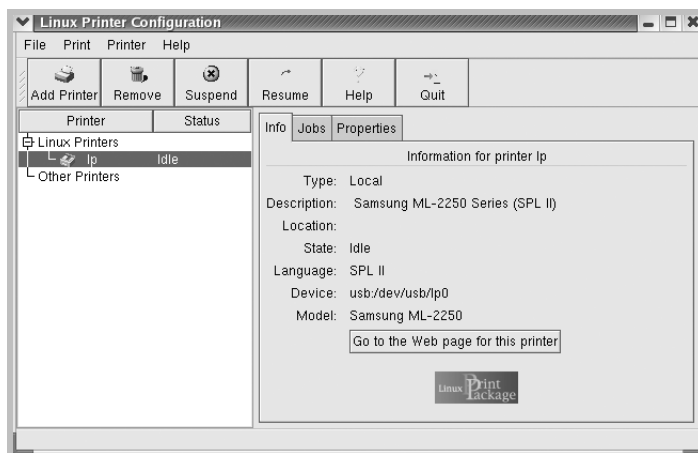 Linux Printer Configuration
File Print Printer Help
Add Printer Remove Suspend Resume Help Quit
Printer Status
Linux Printers
lp Idle
Other Printers
Info Jobs Properties
Information for printer lp
Type: Local
Description: Samsung ML-2250 Series (SPL II)
Location:
State: Idle
Language: SPL II
Device: usb:/dev/usb/lp0
Model: Samsung ML-2250
Go to the Web page for this printer
Linux Print Package